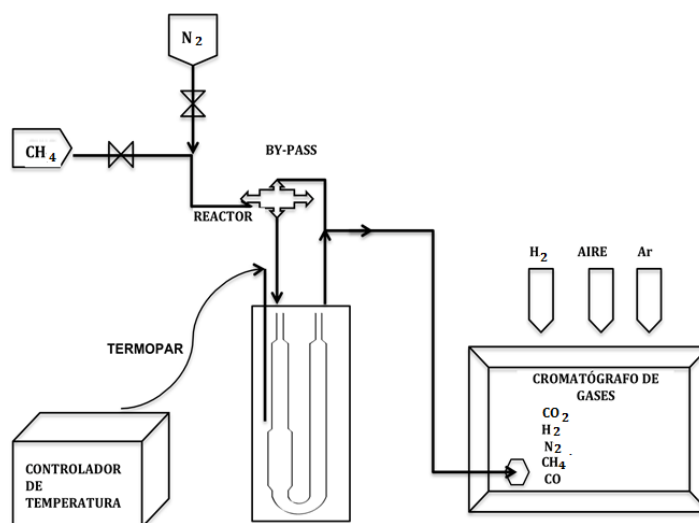 N2
CH4
BY-PASS
REACTOR
H2
AIRE
Ar
TERMOPAR
CROMATÓGRAFO DE
GASES
CO2
H2
N2
CH4
CO
CONTROLADOR
DE
TEMPERATURA